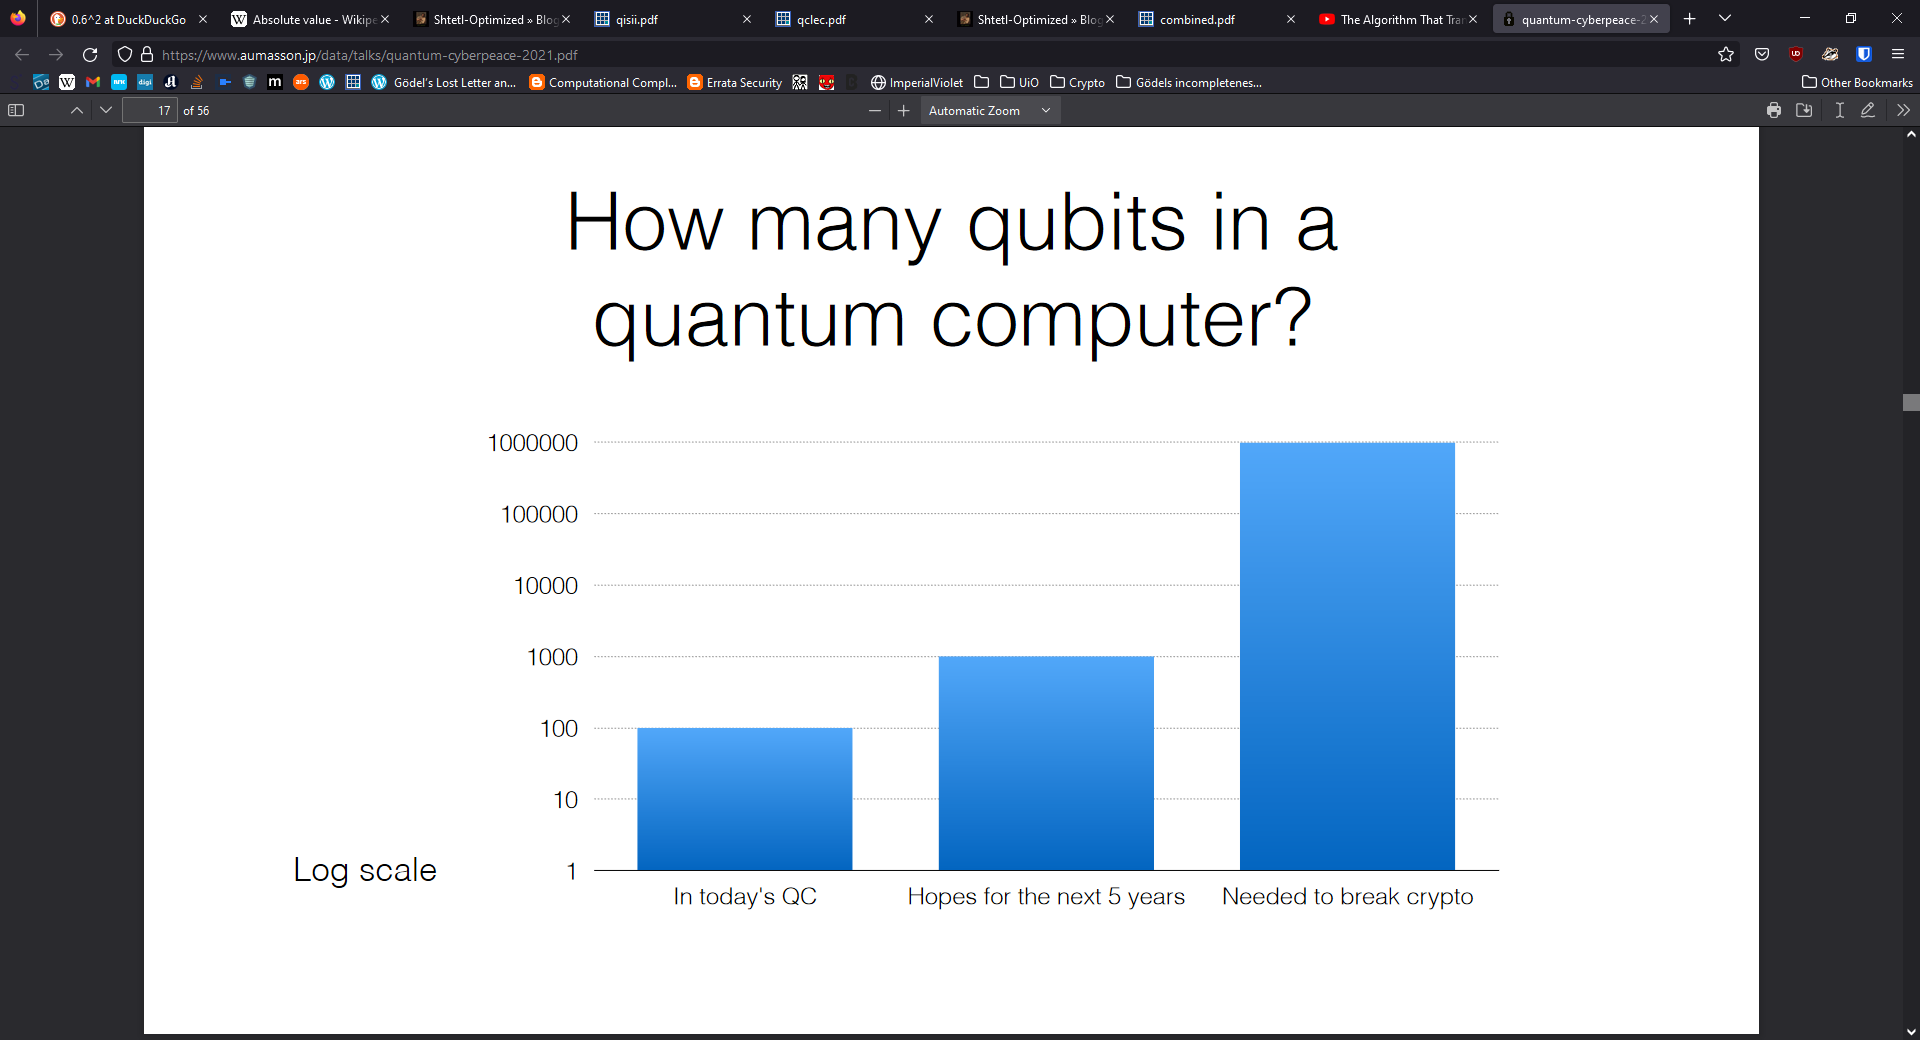 0.6^2 at DuckDuckGo
Absolute value - Wikipe
Shtetl-Optimized » Blog
qisii.pdf
qclec.pdf
Shtetl-Optimized » Blog
combined.pdf
The Algorithm That Tran
quantum-cyberpeace-2
https://www.aumasson.jp/data/talks/quantum-cyberpeace-2021.pdf
Gödel's Lost Letter an...
Computational Compl...
Errata Security
ImperialViolet
UiO
Crypto
Gödels incompletenes...
Other Bookmarks
17 of 56
Automatic Zoom
How many qubits in a
quantum computer?
1000000
100000
10000
1000
100
10
1
Log scale
In today's QC
Hopes for the next 5 years
Needed to break crypto